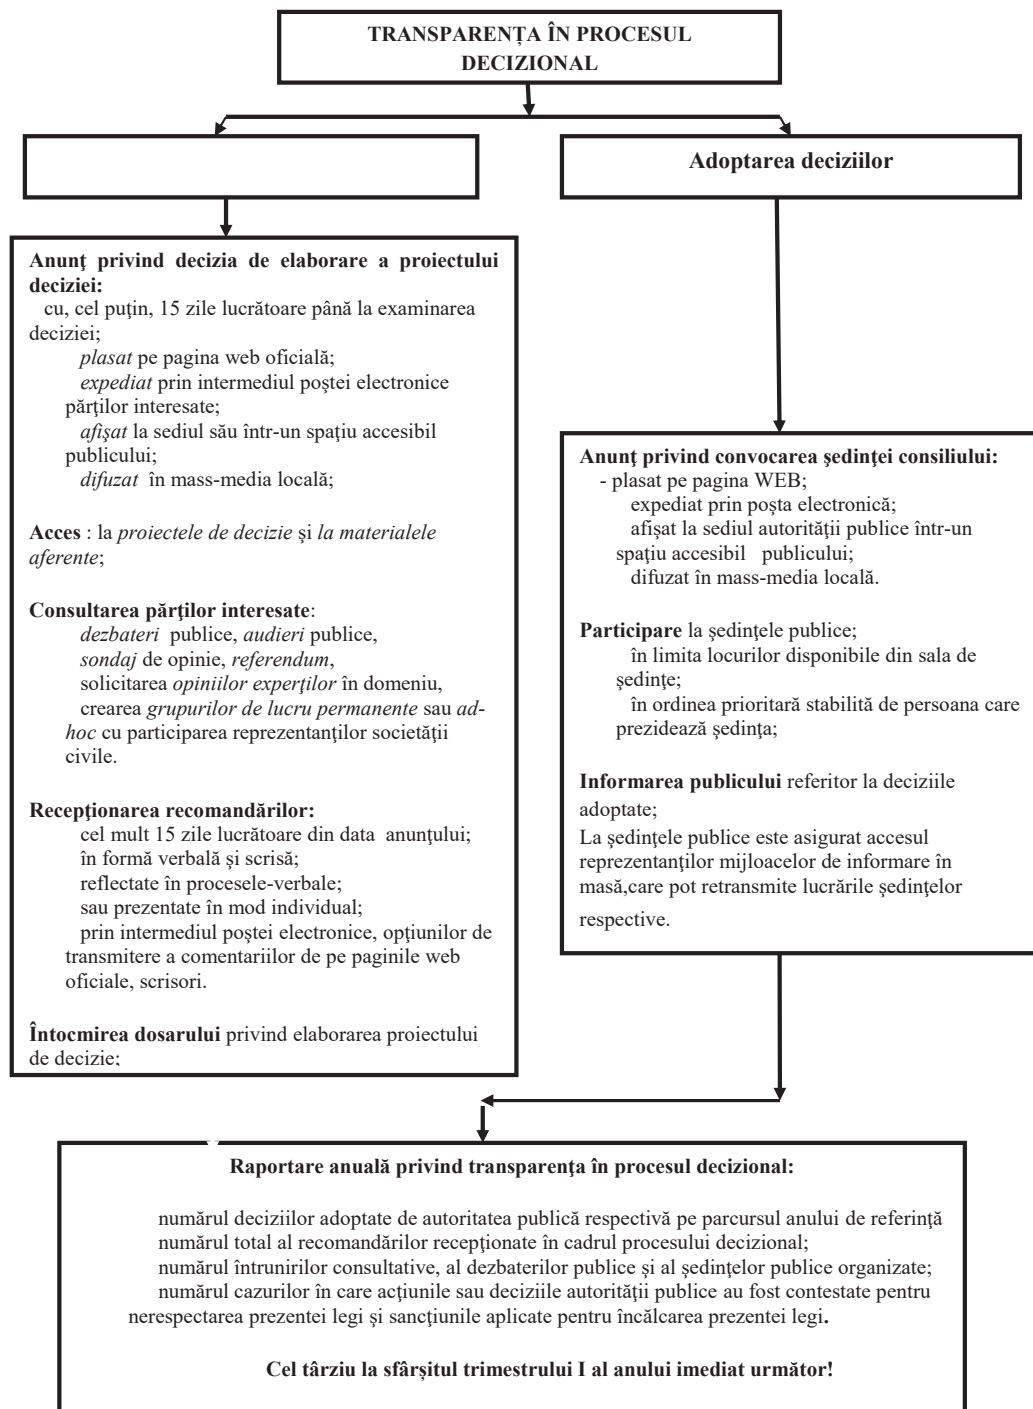 TRANSPARENȚA ÎN PROCESUL
DECIZIONAL
Adoptarea deciziilor
Anunţ privind decizia de elaborare a proiectului
deciziei:
cu, cel puţin, 15 zile lucrătoare până la examinarea
deciziei;
plasat pe pagina web oficială;
expediat prin intermediul poştei electronice
părţilor interesate;
afişat la sediul său într-un spaţiu accesibil
publicului;
difuzat în mass-media locală;
Acces : la proiectele de decizie şi la materialele
aferente;
Consultarea părţilor interesate:
dezbateri publice, audieri publice,
sondaj de opinie, referendum,
solicitarea opiniilor experţilor în domeniu,
crearea grupurilor de lucru permanente sau ad-
hoc cu participarea reprezentanţilor societăţii
civile.
Recepţionarea recomandărilor:
cel mult 15 zile lucrătoare din data anunţului;
în formă verbală şi scrisă;
reflectate în procesele-verbale;
sau prezentate în mod individual;
prin intermediul poştei electronice, opţiunilor de
transmitere a comentariilor de pe paginile web
oficiale, scrisori.
Întocmirea dosarului privind elaborarea proiectului
de decizie;
Anunţ privind convocarea şedinţei consiliului:
- plasat pe pagina WEB;
expediat prin poşta electronică;
afişat la sediul autorităţii publice într-un
spaţiu accesibil publicului;
difuzat în mass-media locală.
Participare la şedinţele publice;
în limita locurilor disponibile din sala de
şedinţe;
în ordinea prioritară stabilită de persoana care
prezidează şedinţa;
Informarea publicului referitor la deciziile
adoptate;
La şedinţele publice este asigurat accesul
reprezentanţilor mijloacelor de informare în
masă,care pot retransmite lucrările şedinţelor
respective.
Raportare anuală privind transparenţa în procesul decizional:
numărul deciziilor adoptate de autoritatea publică respectivă pe parcursul anului de referinţă
numărul total al recomandărilor recepţionate în cadrul procesului decizional;
numărul întrunirilor consultative, al dezbaterilor publice şi al şedinţelor publice organizate;
numărul cazurilor în care acţiunile sau deciziile autorităţii publice au fost contestate pentru
nerespectarea prezentei legi şi sancţiunile aplicate pentru încălcarea prezentei legi.
Cel târziu la sfârșitul trimestrului I al anului imediat următor!